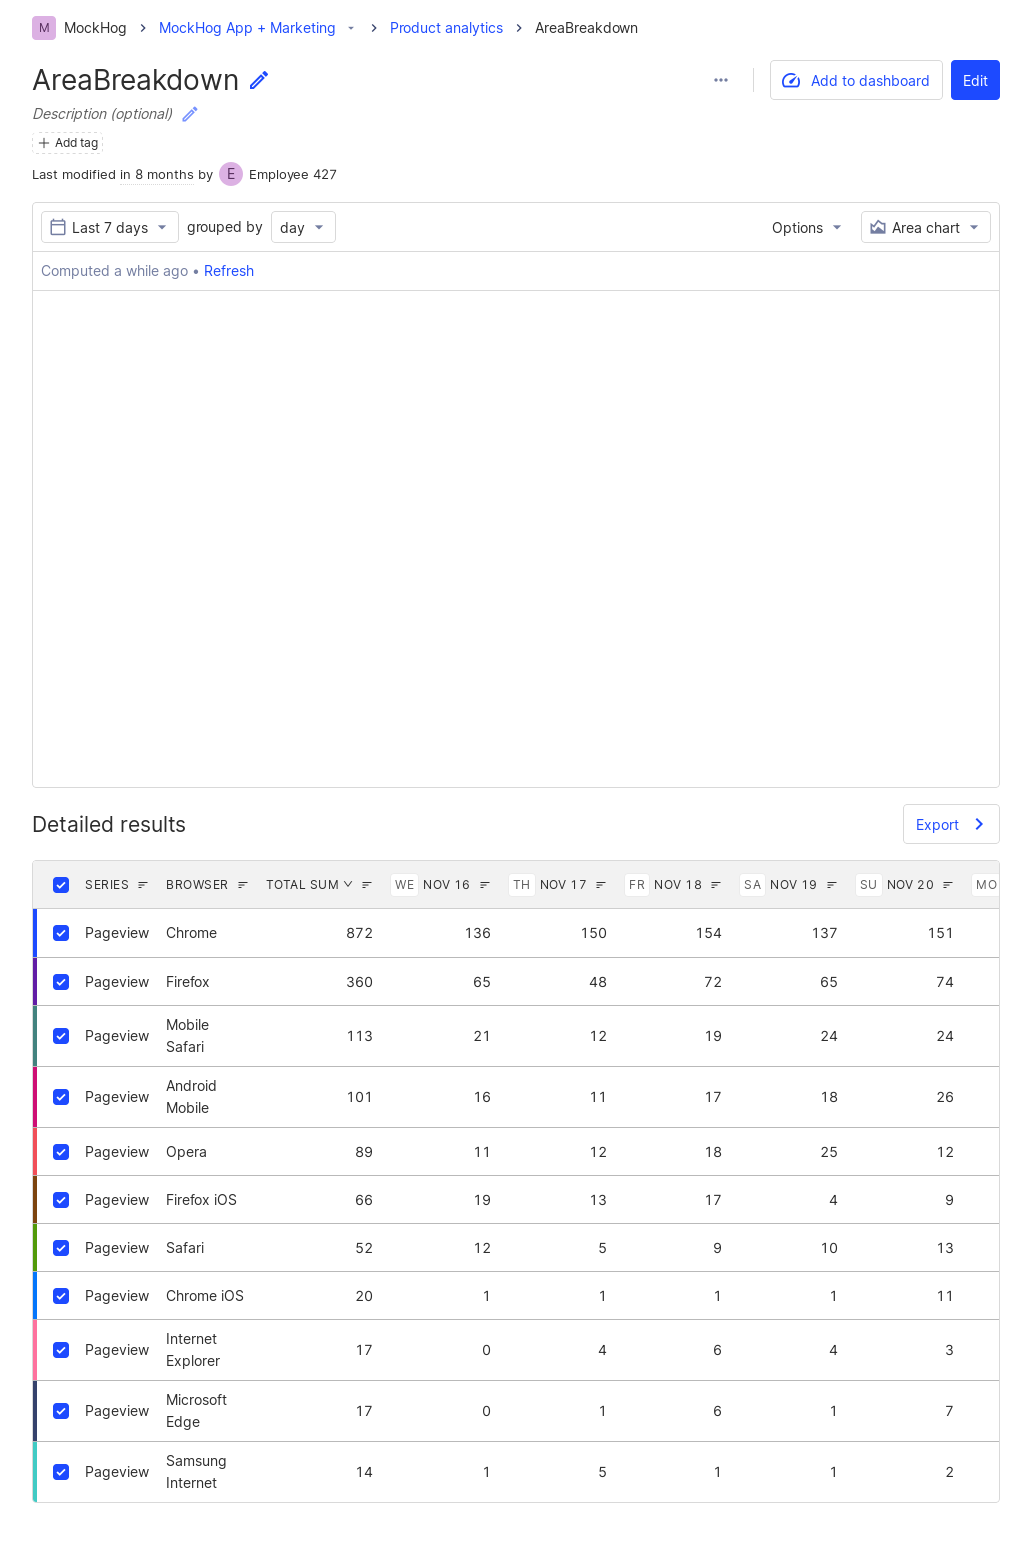 M MockHog MockHog App + Marketing Product analytics AreaBreakdown
AreaBreakdown
Add to dashboard Edit
Description (optional)
Add tag
Last modified in 8 months by E Employee 427
Last 7 days grouped by day Options Area chart
Computed a while ago • Refresh
Detailed results Export
SERIES BROWSER TOTAL SUM WE NOV 16 TH NOV 17 FR NOV 18 SA NOV 19 SU NOV 20 MO
Pageview Chrome 872 136 150 154 137 151
Pageview Firefox 360 65 48 72 65 74
Pageview Mobile Safari 113 21 12 19 24 24
Pageview Android Mobile 101 16 11 17 18 26
Pageview Opera 89 11 12 18 25 12
Pageview Firefox iOS 66 19 13 17 4 9
Pageview Safari 52 12 5 9 10 13
Pageview Chrome iOS 20 1 1 1 1 11
Pageview Internet Explorer 17 0 4 6 4 3
Pageview Microsoft Edge 17 0 1 6 1 7
Pageview Samsung Internet 14 1 5 1 1 2